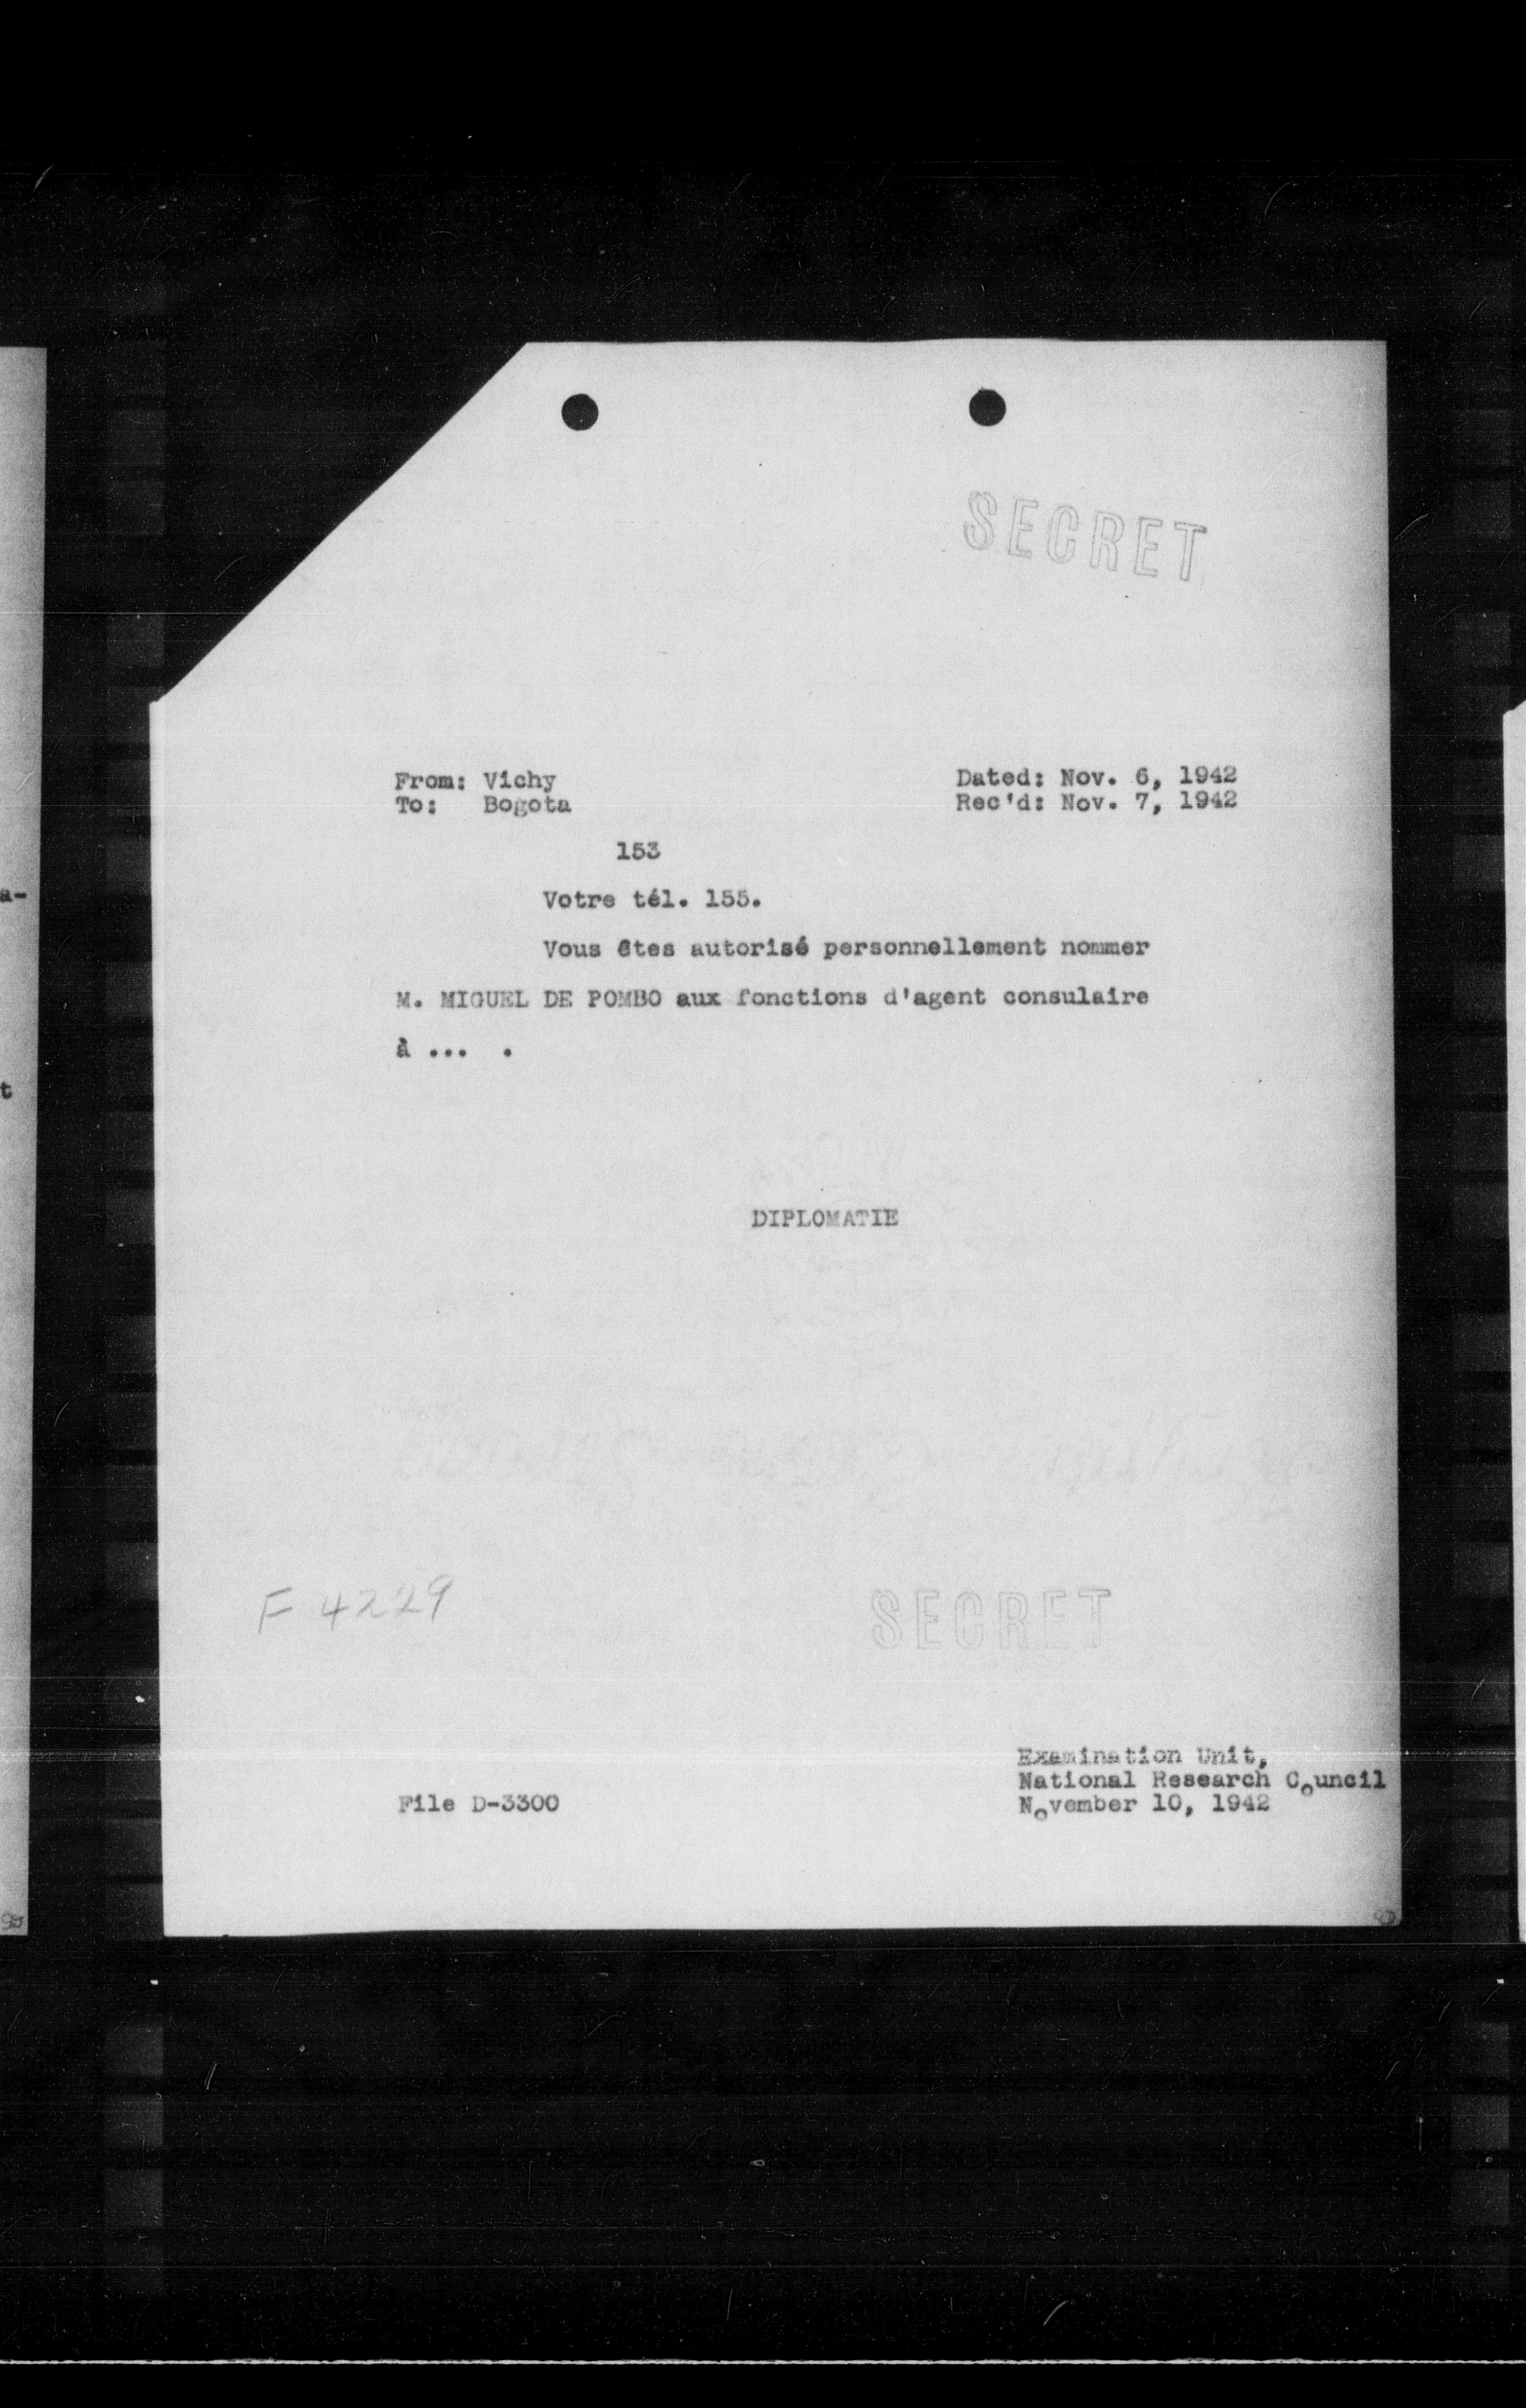 SECRET
From: Vichy
To: Bogota
Dated: Nov. 6, 1942
Rec'd: Nov. 7, 1942
153
Votre tél. 155.
Vous êtes autorisé personnellement nommer
M. MIGUEL DE POMBO aux fonctions d'agent consulaire
à ... .
DIPLOMATIE
F 4229
SECRET
Examination Unit,
National Research Council
November 10, 1942
File D-3300
a-
t